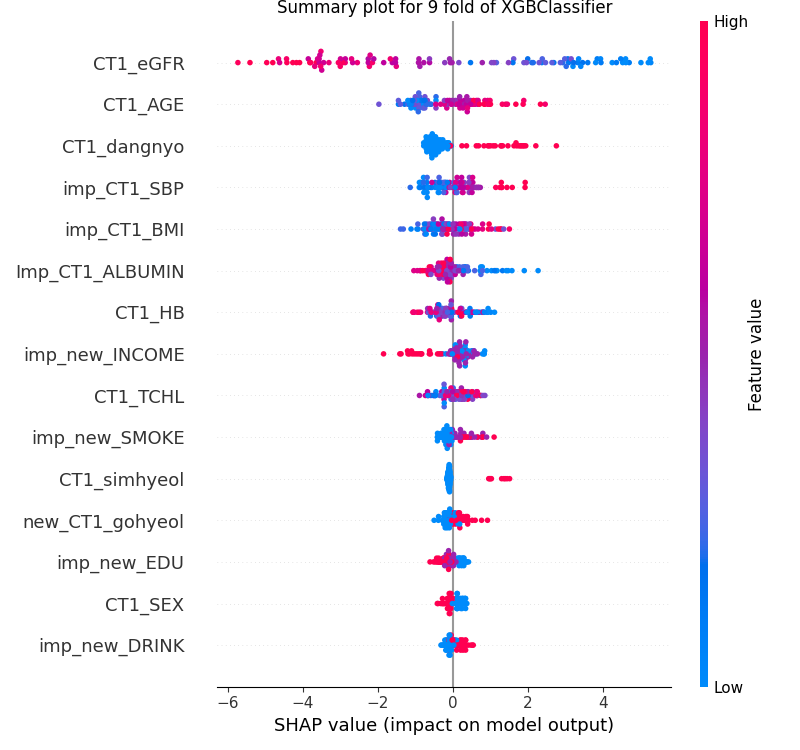 Summary plot for 9 fold of XGBClassifier
High
CT1_eGFR
CT1_AGE
CT1_dangnyo
imp_CT1_SBP
imp_CT1_BMI
Imp_CT1_ALBUMIN
CT1_HB
imp_new_INCOME
CT1_TCHL
imp_new_SMOKE
CT1_simhyeol
new_CT1_gohyeol
imp_new_EDU
CT1_SEX
imp_new_DRINK
Feature value
Low
−6 −4 −2 0 2 4
SHAP value (impact on model output)